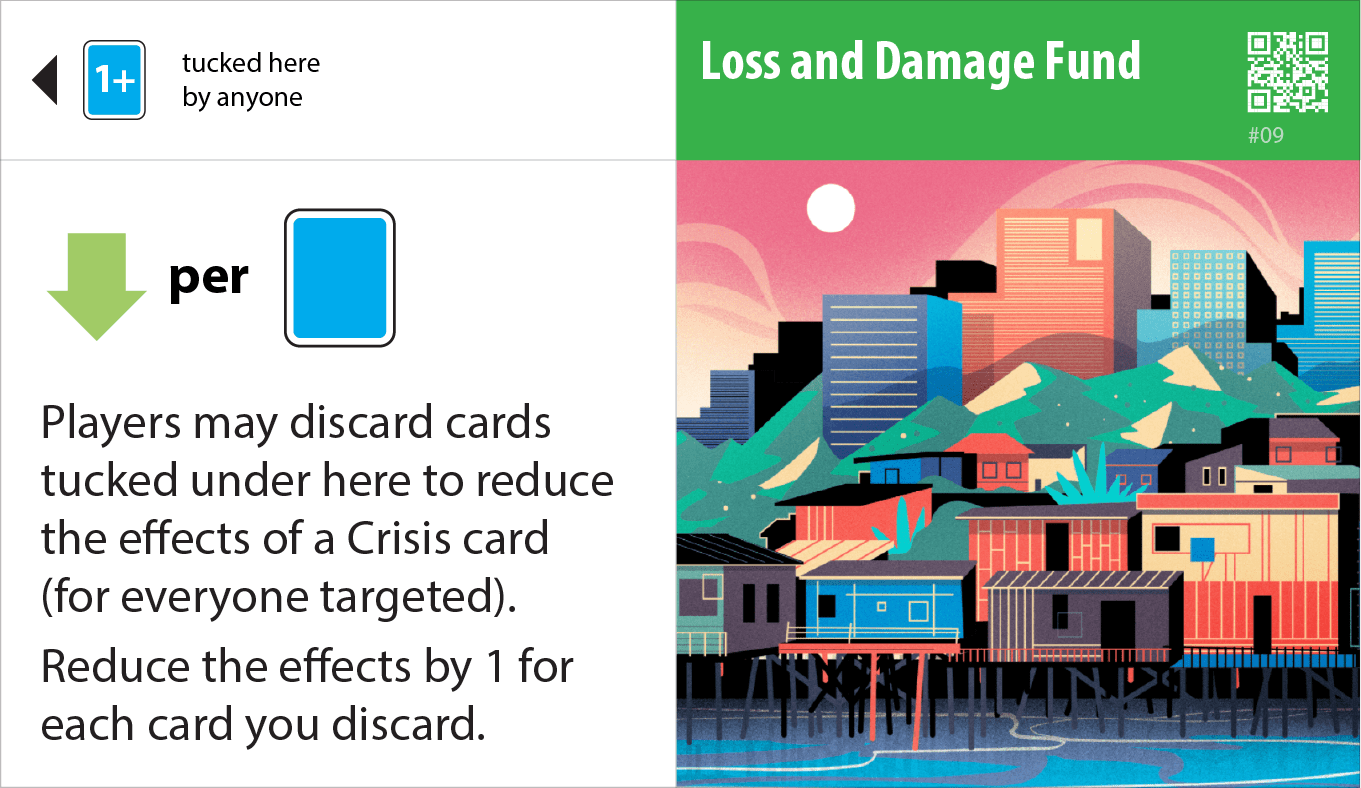 1+
tucked here
by anyone
Loss and Damage Fund
#09
per
Players may discard cards
tucked under here to reduce
the effects of a Crisis card
(for everyone targeted).
Reduce the effects by 1 for
each card you discard.